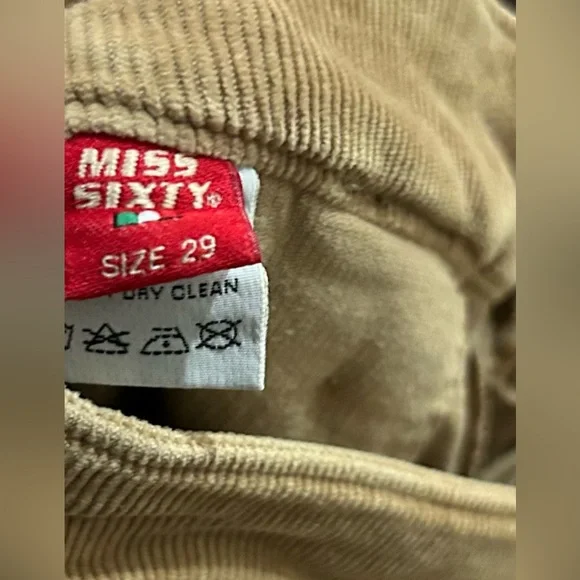 MISS
SIXTY®
SIZE 29
DRY CLEAN